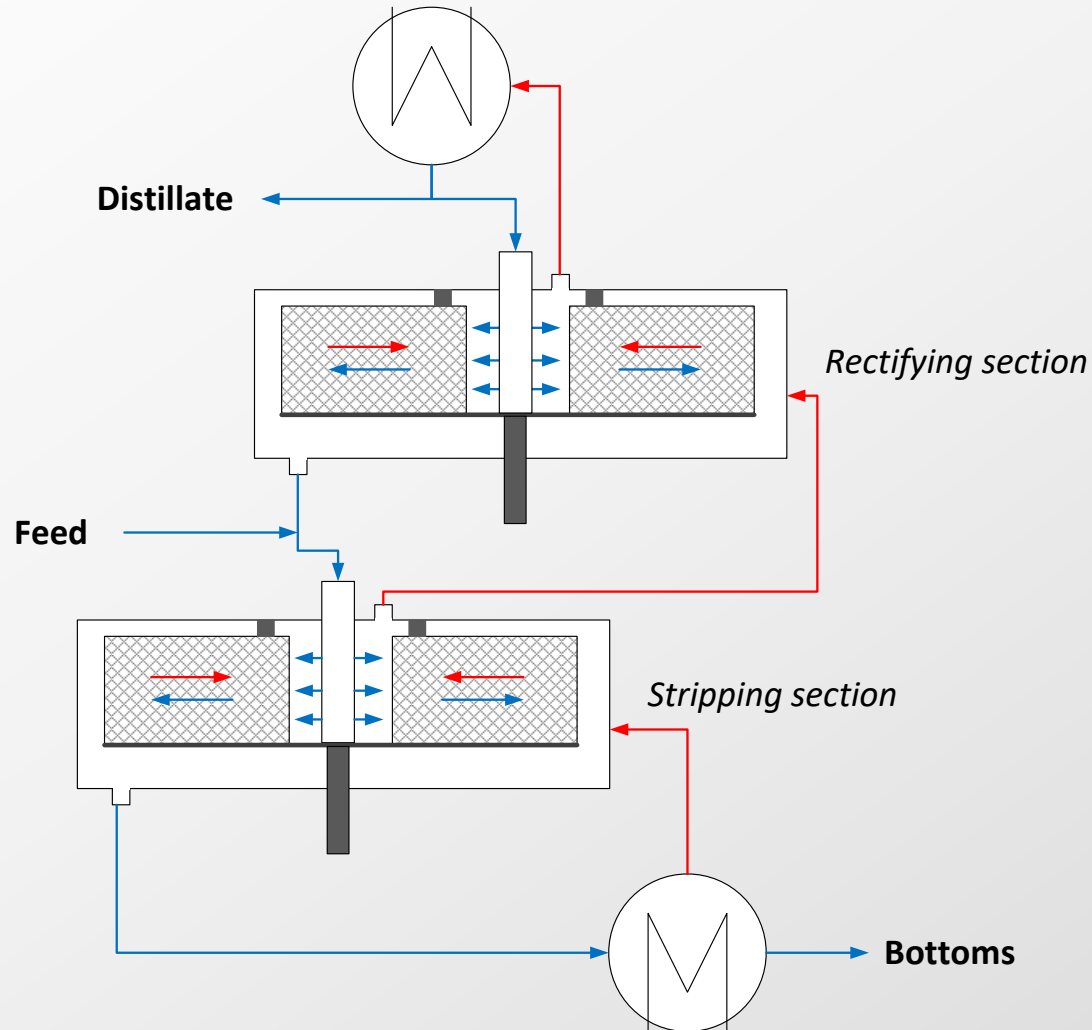 Distillate
Rectifying section
Feed
Stripping section
Bottoms